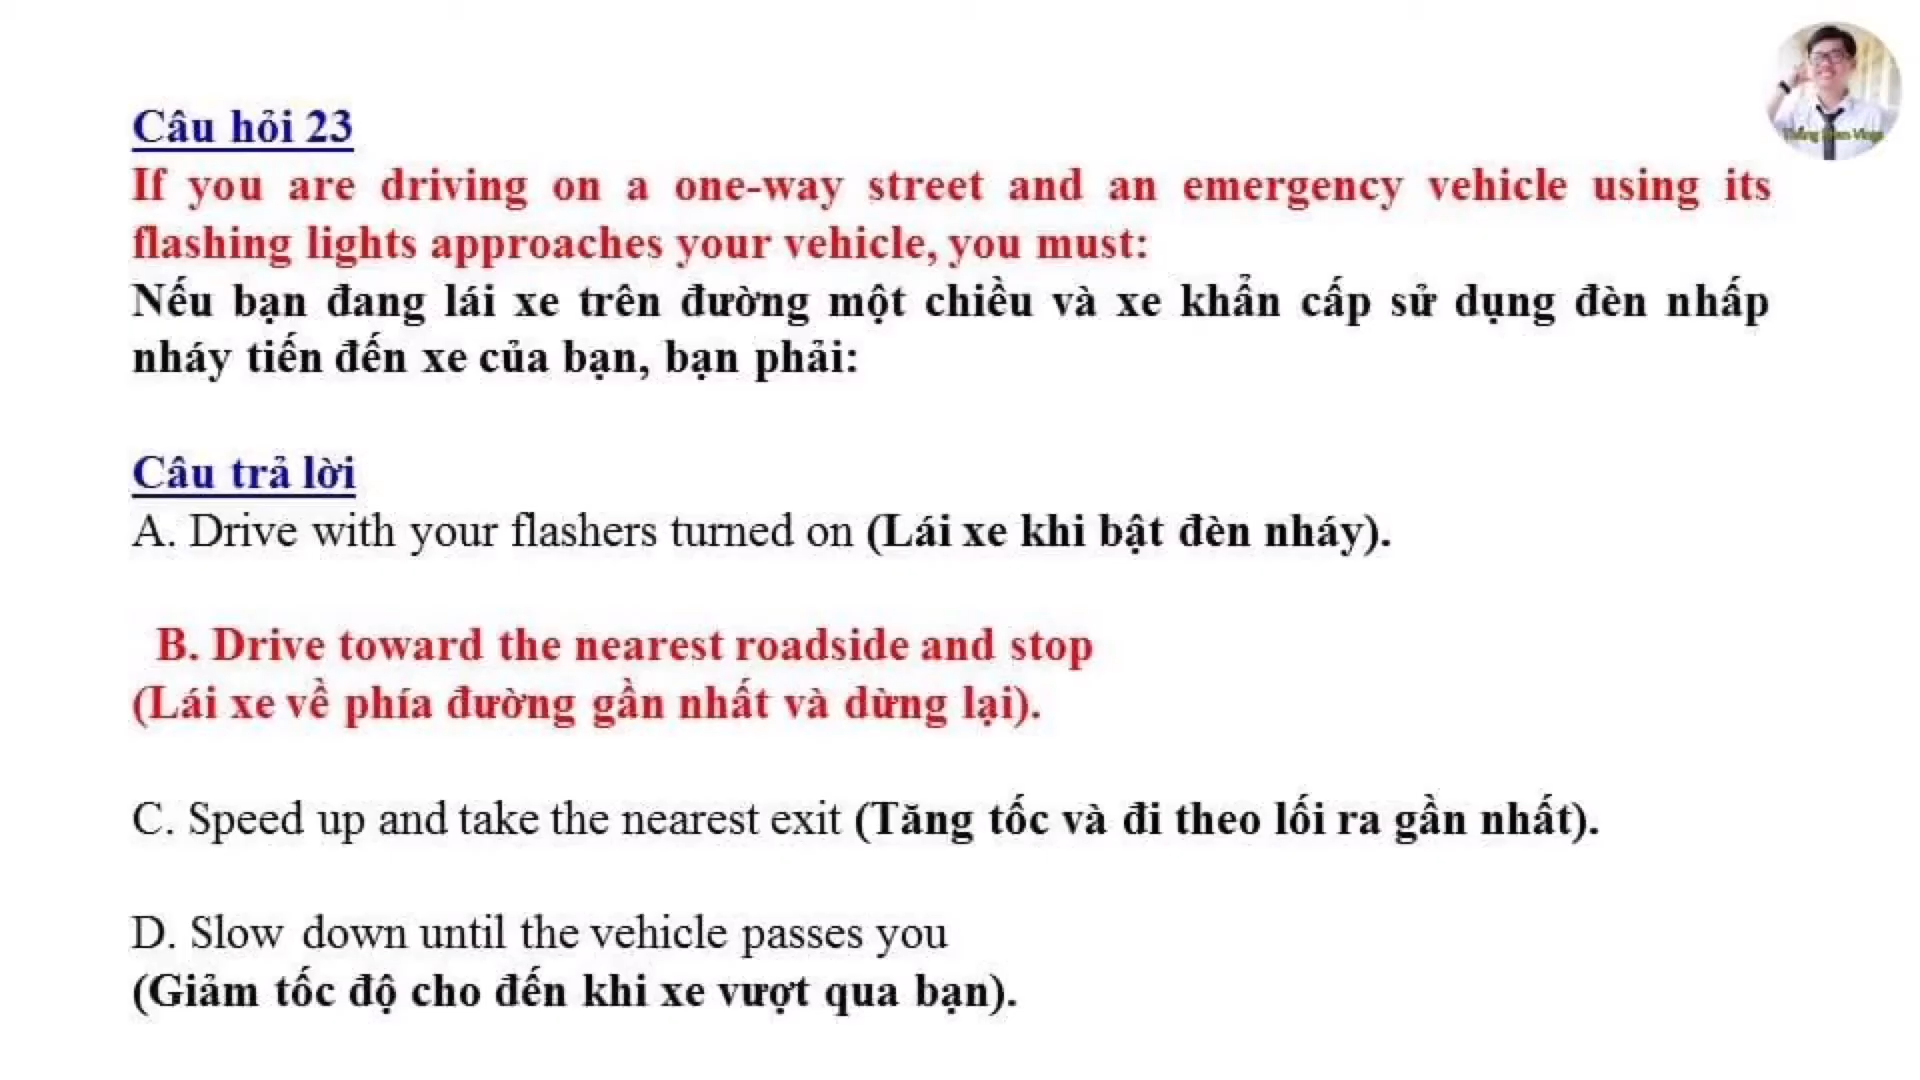 Câu hỏi 23
If you are driving on a one-way street and an emergency vehicle using its
flashing lights approaches your vehicle, you must:
Nếu bạn đang lái xe trên đường một chiều và xe khẩn cấp sử dụng đèn nhấp
nháy tiến đến xe của bạn, bạn phải:
Câu trả lời
A. Drive with your flashers turned on (Lái xe khi bật đèn nháy).
B. Drive toward the nearest roadside and stop
(Lái xe về phía đường gần nhất và dừng lại).
C. Speed up and take the nearest exit (Tăng tốc và đi theo lối ra gần nhất).
D. Slow down until the vehicle passes you
(Giảm tốc độ cho đến khi xe vượt qua bạn).